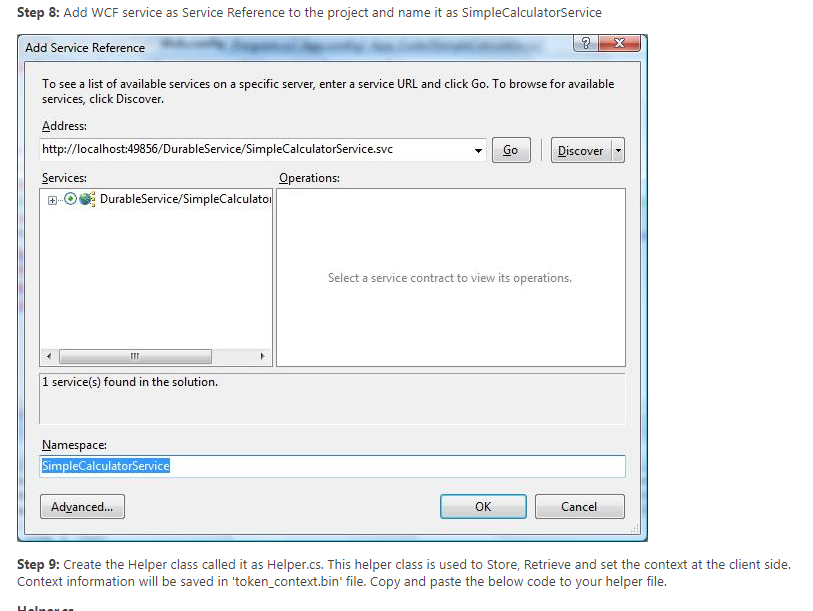 Step 8: Add WCF service as Service Reference to the project and name it as SimpleCalculatorService
Add Service Reference
To see a list of available services on a specific server, enter a service URL and click Go. To browse for available
services, click Discover.
Address:
http://localhost:49856/DurableService/SimpleCalculatorService.svc
Go
Discover
Services:
Operations:
DurableService/SimpleCalculator
Select a service contract to view its operations.
1 service(s) found in the solution.
Namespace:
SimpleCalculatorService
Advanced...
OK
Cancel
Step 9: Create the Helper class called it as Helper.cs. This helper class is used to Store, Retrieve and set the context at the client side.
Context information will be saved in 'token_context.bin' file. Copy and paste the below code to your helper file.
Helper.cs